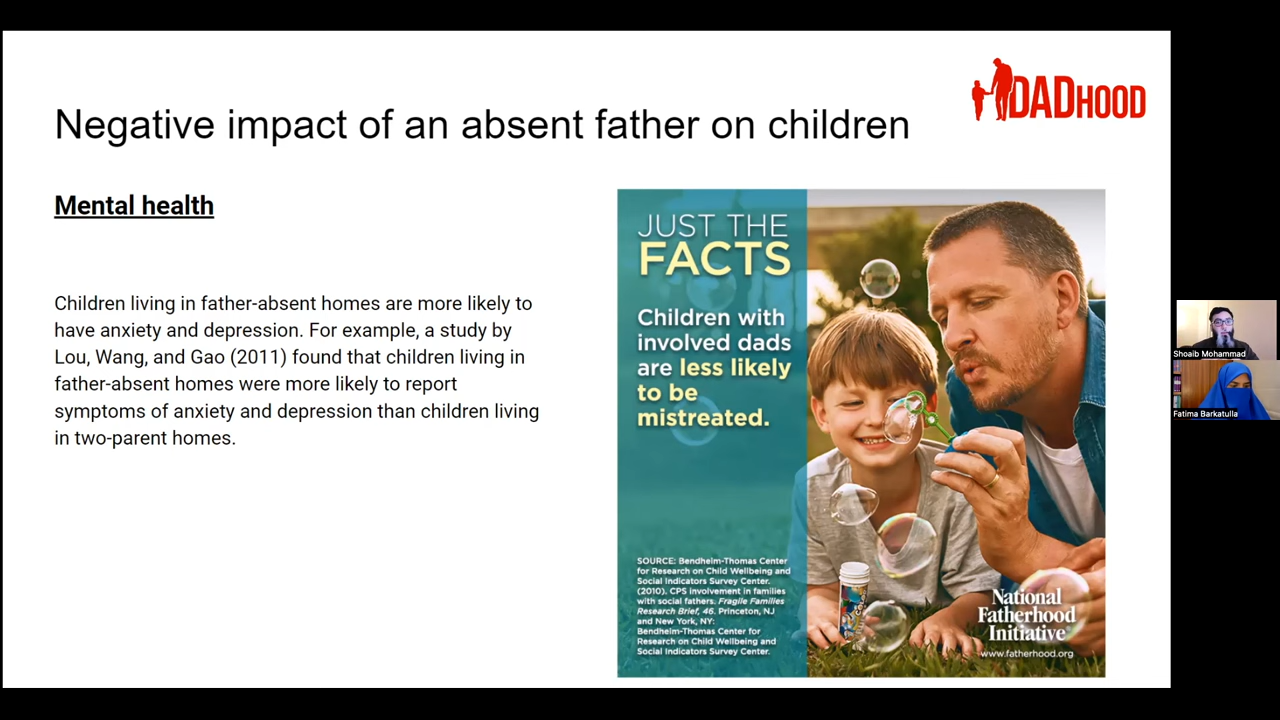 DADHOOD
Negative impact of an absent father on children
Mental health
Children living in father-absent homes are more likely to
have anxiety and depression. For example, a study by
Lou, Wang, and Gao (2011) found that children living in
father-absent homes were more likely to report
symptoms of anxiety and depression than children living
in two-parent homes.
JUST THE
FACTS
Children with
involved dads
are less likely
to be
mistreated.
SOURCE: Bendheim-Thomas Center
for Research on Child Wellbeing and
Social Indicators Survey Center.
(2010). CPS involvement in families
with social fathers. Fragile Families
Research Brief, 46. Princeton, NJ
and New York, NY:
Bendheim-Thomas Center for
Research on Child Wellbeing and
Social Indicators Survey Center.
National
Fatherhood
Initiative
www.fatherhood.org
Shoaib Mohammad
Fatima Barkatulla